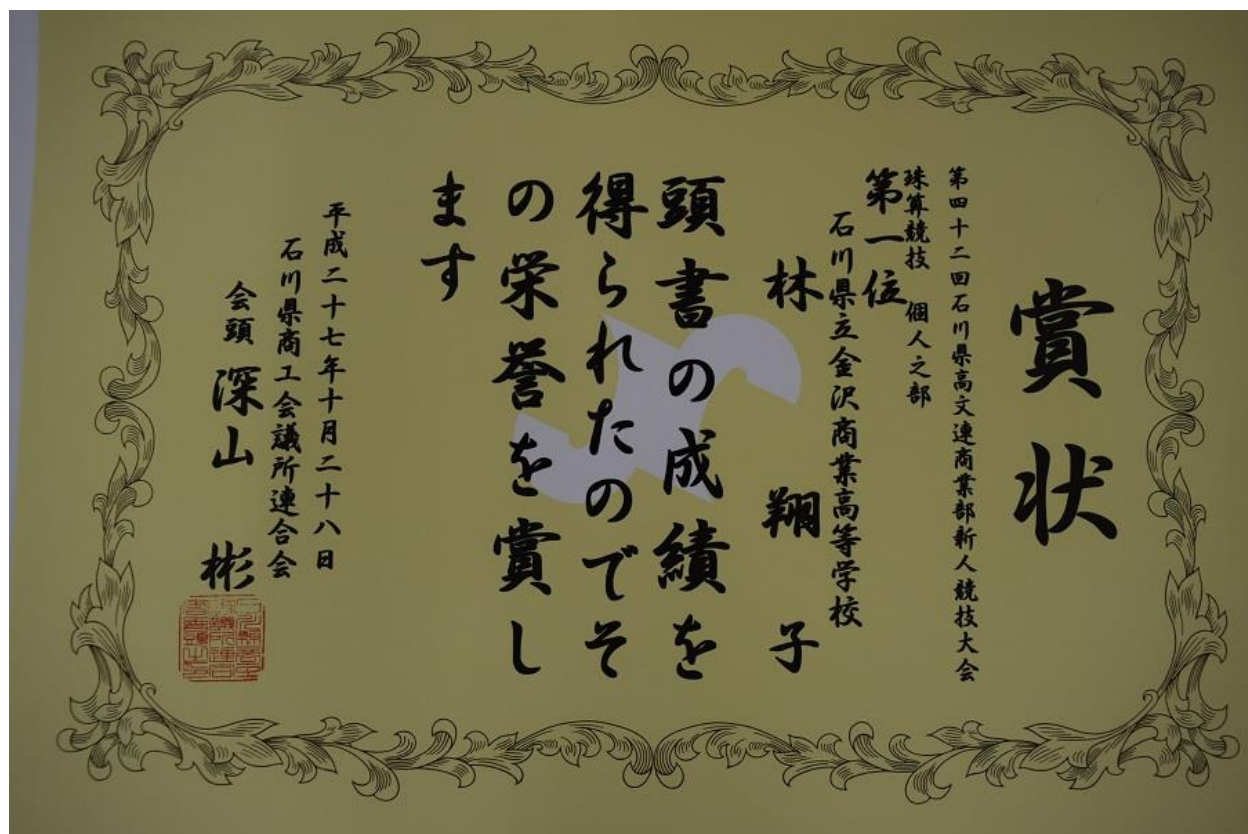 賞状
第四十二回石川県高文連商業部新人競技大会
珠算競技 個人之部
第一位
石川県立金沢商業高等学校
林 翔子
頭書の成績を
得られたのでそ
の栄誉を賞し
ます
平成二十七年十月二十八日
石川県商工会議所連合会
会頭 深山 彬